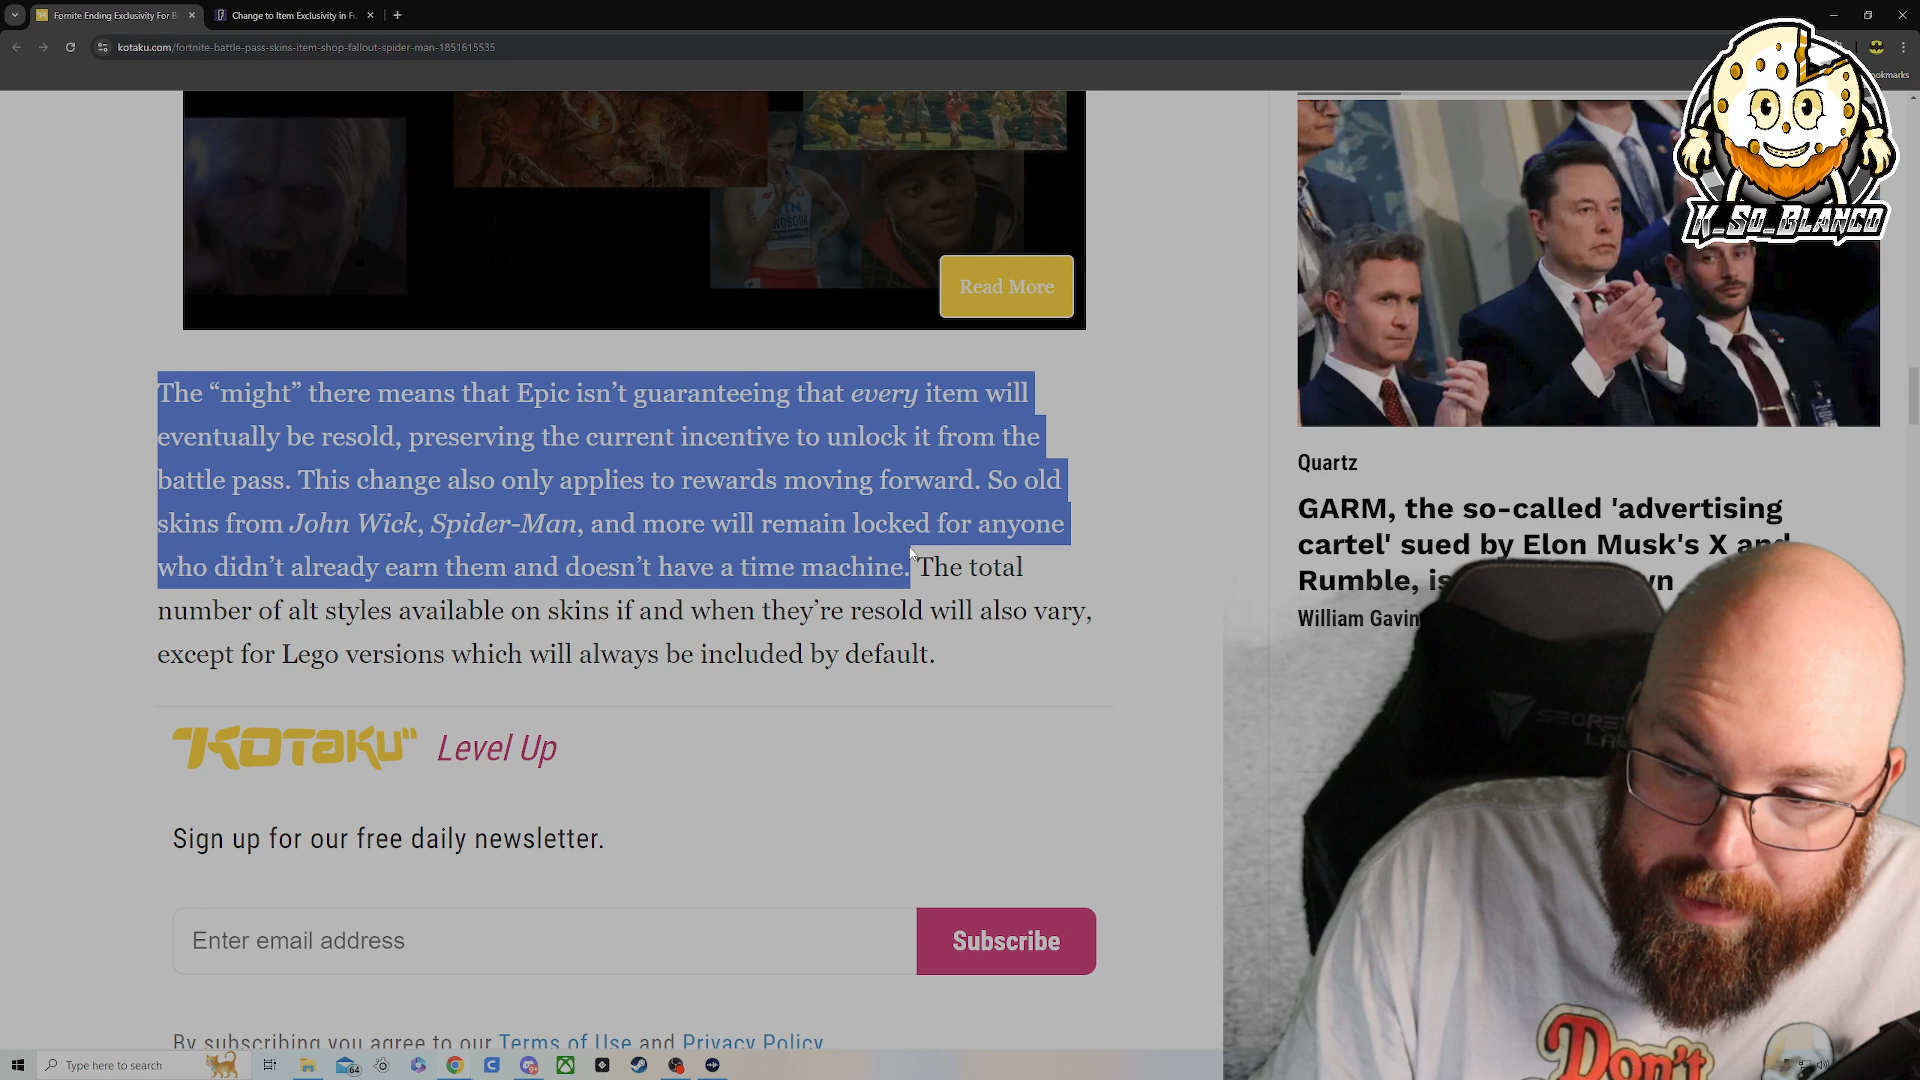 Fornite Ending Exclusivity For B
Change to Item Exclusivity in Fo
kotaku.com/fortnite-battle-pass-skins-item-shop-fallout-spider-man-1851615535
ookmarks
K_So_Blanco
Read More
The “might” there means that Epic isn’t guaranteeing that every item will
eventually be resold, preserving the current incentive to unlock it from the
battle pass. This change also only applies to rewards moving forward. So old
skins from John Wick, Spider-Man, and more will remain locked for anyone
who didn’t already earn them and doesn’t have a time machine. The total
number of alt styles available on skins if and when they’re resold will also vary,
except for Lego versions which will always be included by default.
Quartz
GARM, the so-called 'advertising
cartel' sued by Elon Musk's X and
Rumble, is
William Gavin
SECRET
LAB
"KOTAKU" Level Up
Sign up for our free daily newsletter.
Enter email address
Subscribe
By subscribing you agree to our Terms of Use and Privacy Policy
Don't
Type here to search
64